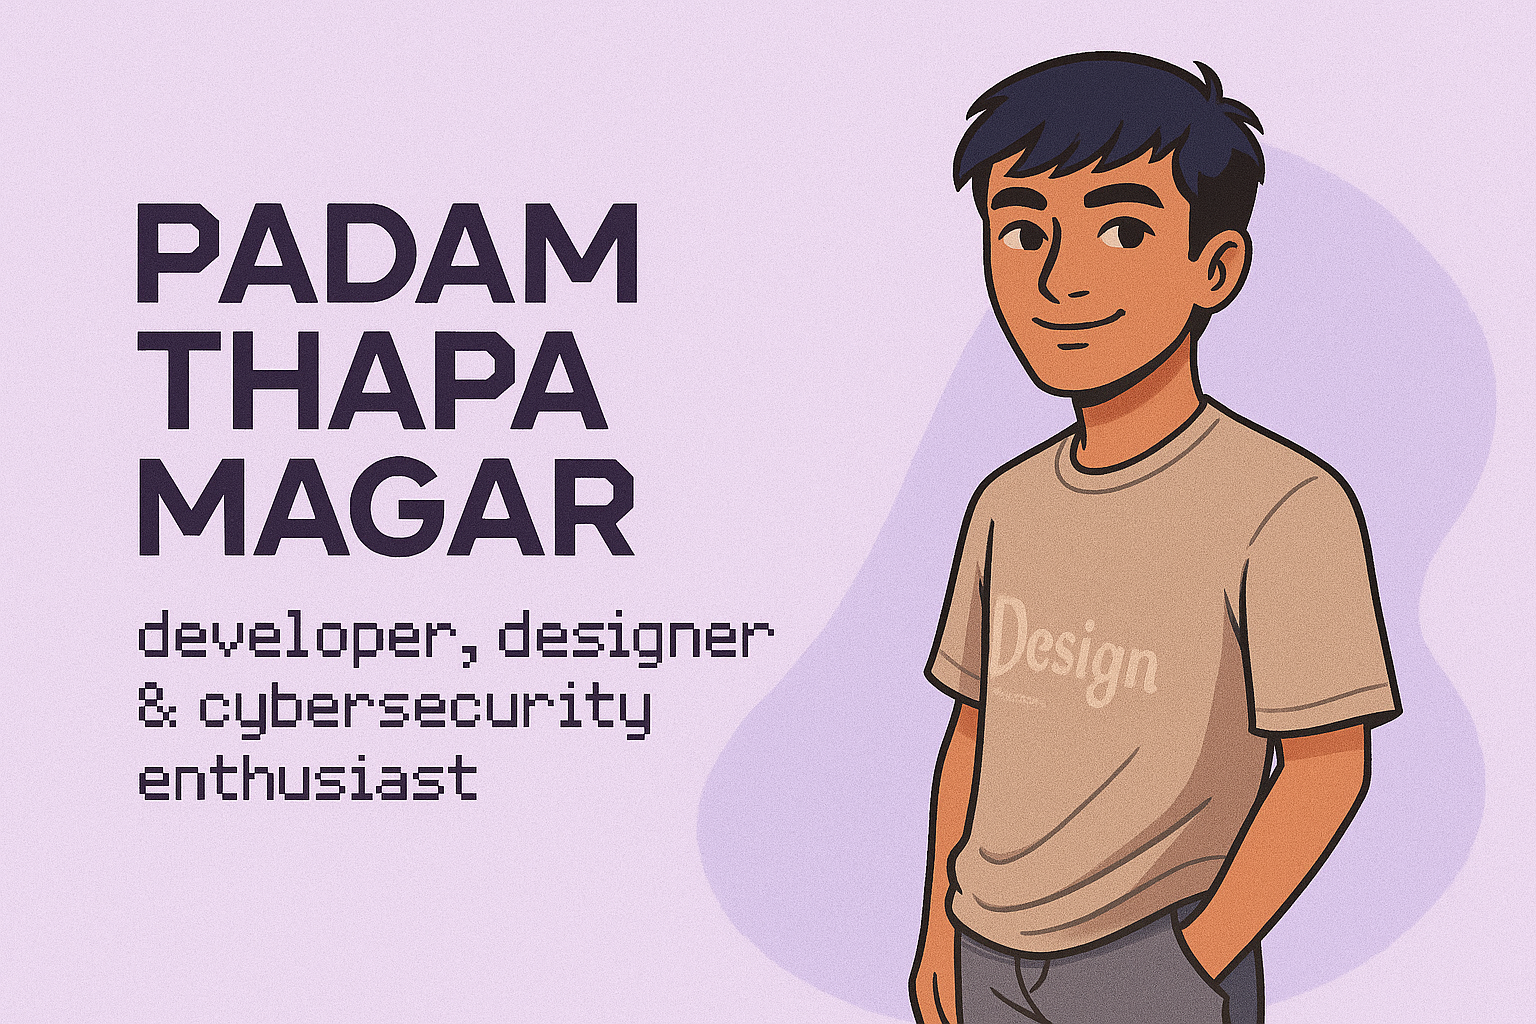 PADAM
THAPA
MAGAR
developer, designer
& cybersecurity
enthusiast
Design